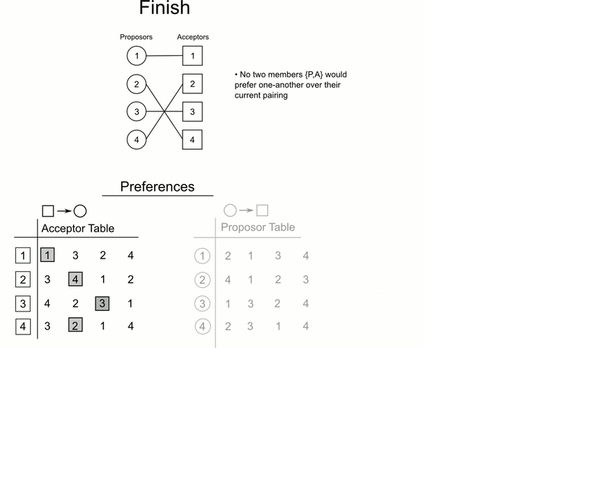 Finish
Proposors Acceptors
1 1
2 2
3 3
4 4
• No two members {P,A} would
prefer one-another over their
current pairing
Preferences
Acceptor Table
1 1 3 2 4
2 3 4 1 2
3 4 2 3 1
4 3 2 1 4
Proposor Table
1 2 1 3 4
2 4 1 2 3
3 1 3 2 4
4 2 3 1 4